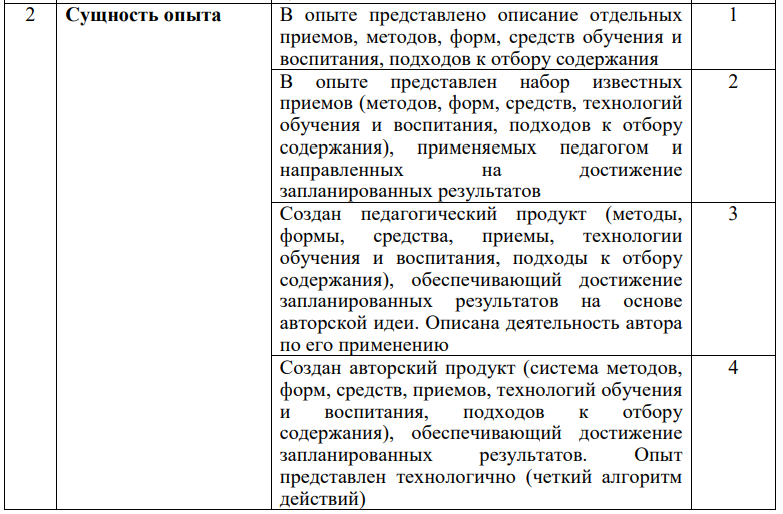 2 Сущность опыта В опыте представлено описание отдельных 1
приемов, методов, форм, средств обучения и
воспитания, подходов к отбору содержания
В опыте представлен набор известных 2
приемов (методов, форм, средств, технологий
обучения и воспитания, подходов к отбору
содержания), применяемых педагогом и
направленных на достижение
запланированных результатов
Создан педагогический продукт (методы, 3
формы, средства, приемы, технологии
обучения и воспитания, подходы к отбору
содержания), обеспечивающий достижение
запланированных результатов на основе
авторской идеи. Описана деятельность автора
по его применению
Создан авторский продукт (система методов, 4
форм, средств, приемов, технологий обучения
и воспитания, подходов к отбору
содержания), обеспечивающий достижение
запланированных результатов. Опыт
представлен технологично (четкий алгоритм
действий)